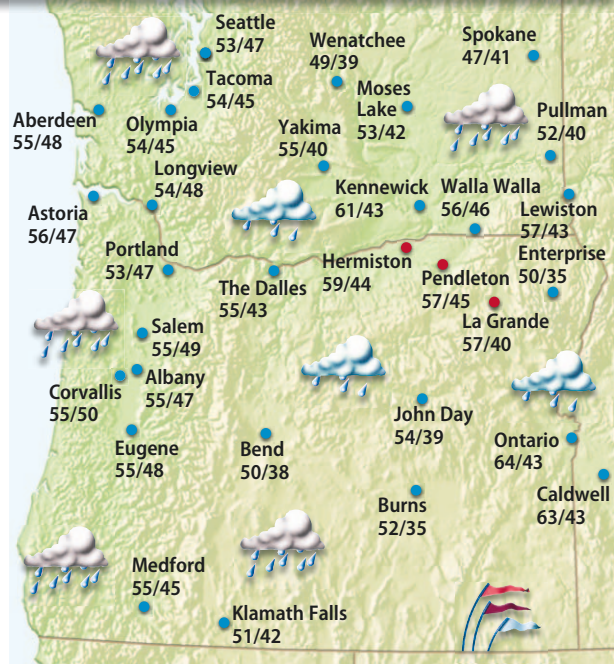 Seattle
53/47
Wenatchee
49/39
Spokane
47/41
Tacoma
54/45
Moses
Lake
53/42
Pullman
52/40
Aberdeen
55/48
Olympia
54/45
Yakima
55/40
Longview
54/48
Kennewick
61/43
Walla Walla
56/46
Lewiston
57/43
Astoria
56/47
Portland
53/47
The Dalles
55/43
Hermiston
59/44
Pendleton
57/45
Enterprise
50/35
La Grande
57/40
Salem
55/49
Albany
55/47
Corvallis
55/50
John Day
54/39
Eugene
55/48
Bend
50/38
Ontario
64/43
Caldwell
63/43
Burns
52/35
Medford
55/45
Klamath Falls
51/42